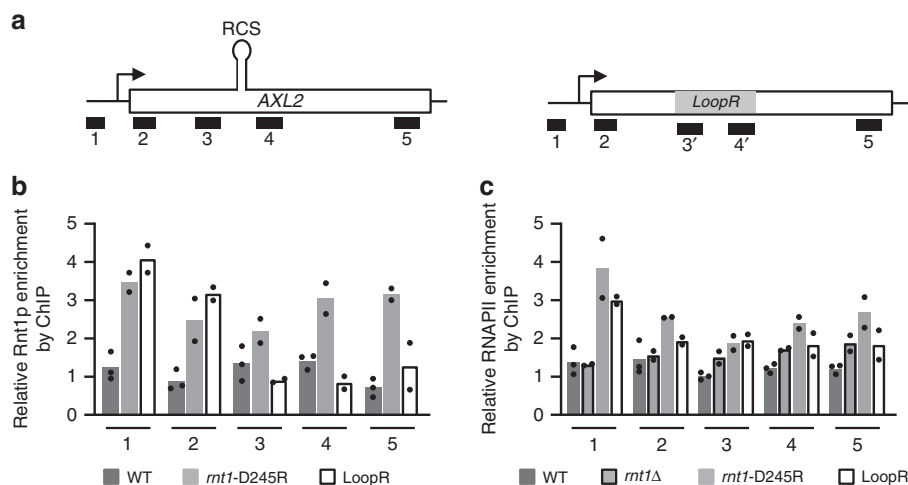 a
RCS
AXL2
1 2 3 4 5
LoopR
1 2 3′ 4′ 5
b
Relative Rnt1p enrichment
by ChIP
5
4
3
2
1
0
1 2 3 4 5
WT rnt1-D245R LoopR
c
Relative RNAPII enrichment
by ChIP
5
4
3
2
1
0
1 2 3 4 5
WT rnt1Δ rnt1-D245R LoopR